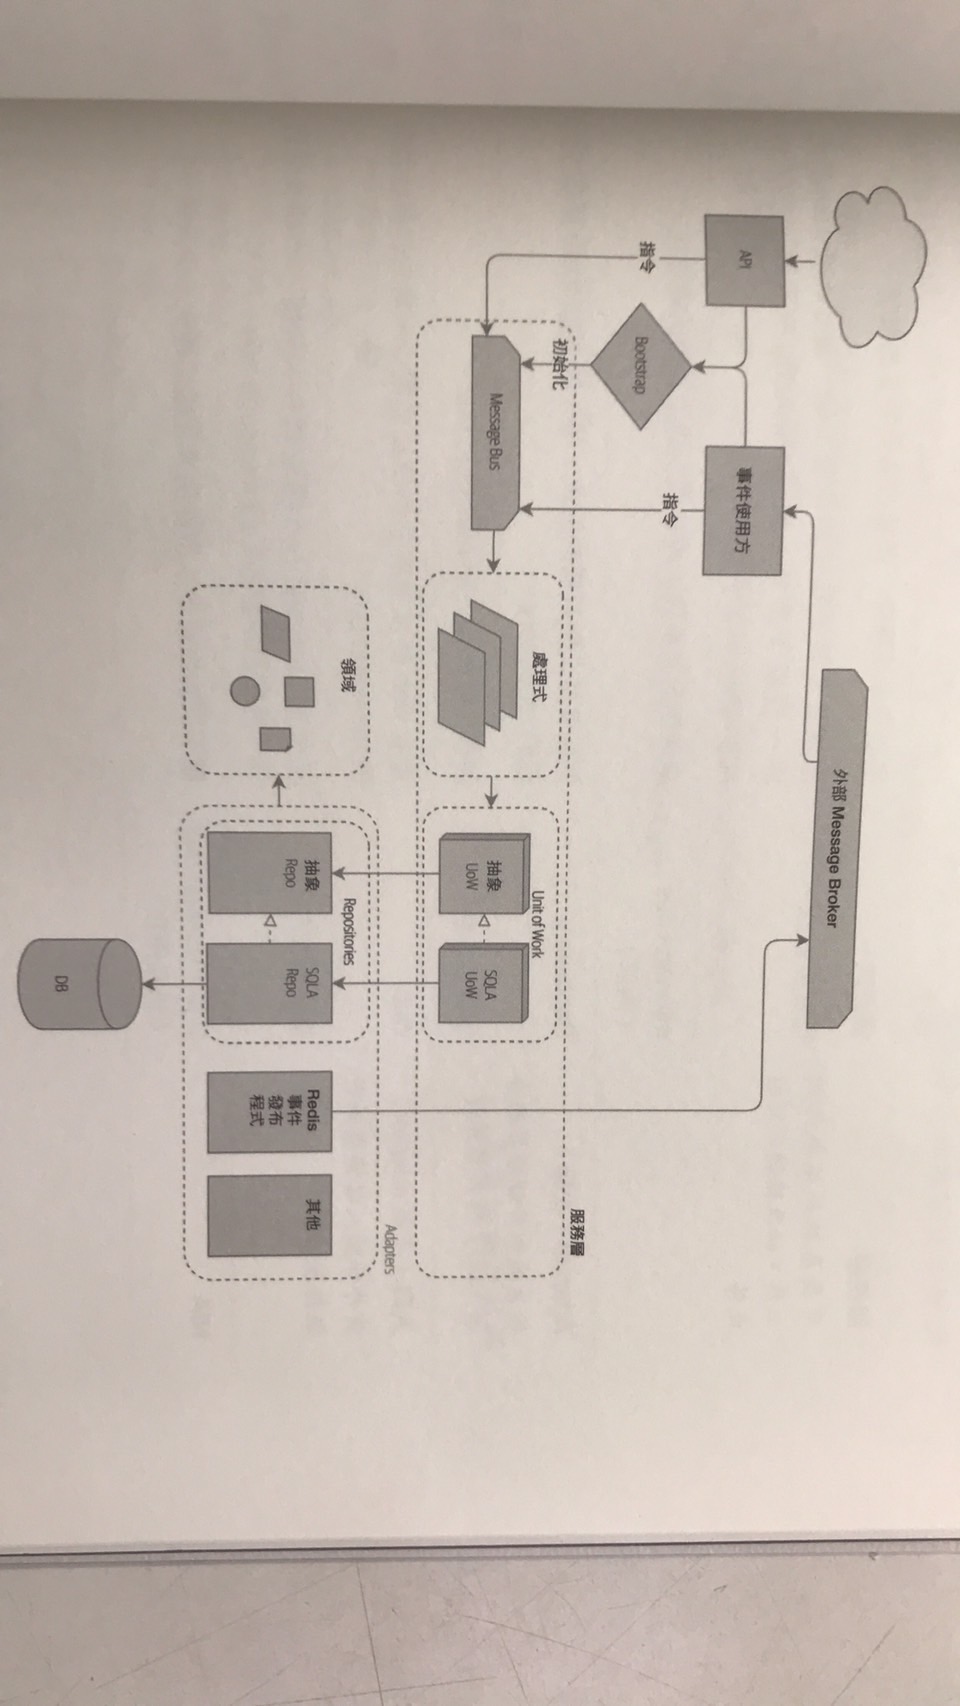 外部 Message Broker
API
事件使用方
指令
指令
Bootstrap
初始化
服務層
Message Bus
處理式
Unit of Work
抽象
UoW
SQLA
UoW
Adapters
領域
Repositories
抽象
Repo
SQLA
Repo
Redis
事件
發布
程式
其他
DB